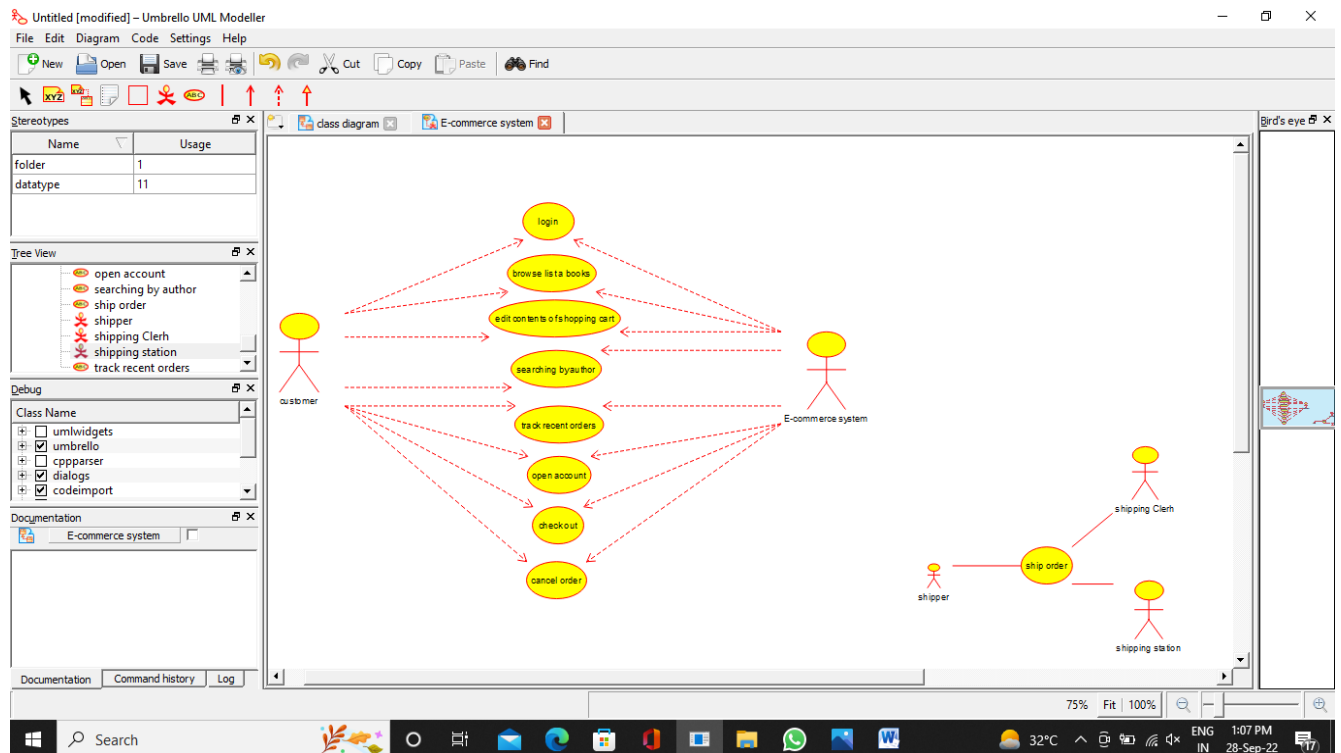 Untitled [modified] – Umbrello UML Modeller
File Edit Diagram Code Settings Help
New Open Save Cut Copy Paste Find
XYZ ABC
Stereotypes
Name Usage
folder 1
datatype 11
Tree View
open account
searching by author
ship order
shipper
shipping Clerh
shipping station
track recent orders
Debug
Class Name
umlwidgets
umbrello
cppparser
dialogs
codeimport
Documentation
E-commerce system
Documentation Command history Log
class diagram E-commerce system
login
browse list a books
edit contents of shopping cart
searching by author
track recent orders
open account
checkout
cancel order
customer
E-commerce system
shipping Clerh
ship order
shipper
shipping station
Bird's eye
75% Fit 100%
Search
32°C ENG IN 1:07 PM 28-Sep-22 17